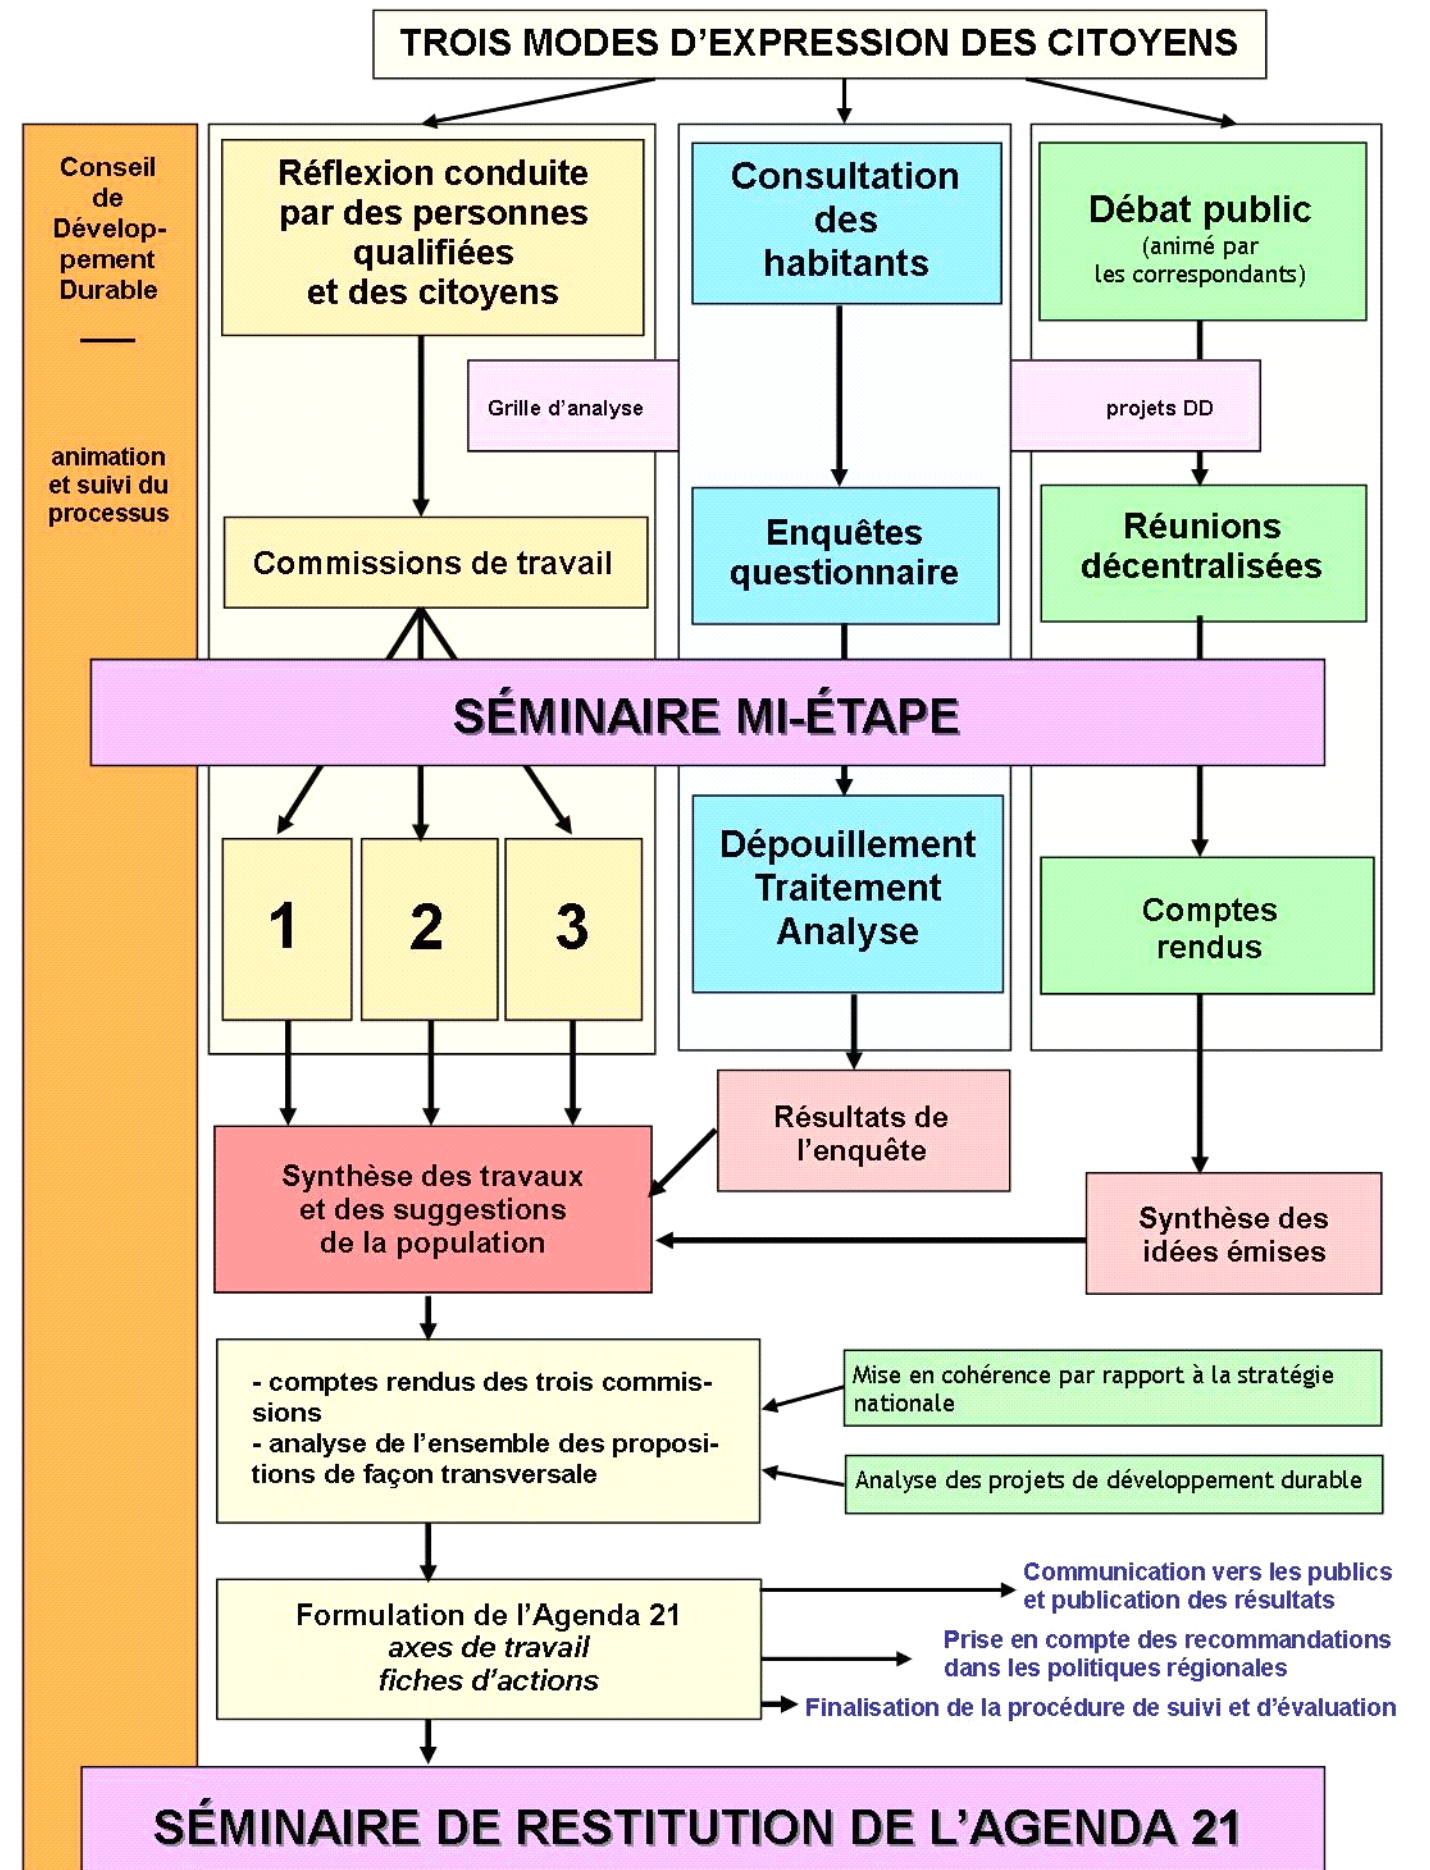 TROIS MODES D’EXPRESSION DES CITOYENS
Conseil
de
Dévelop-
pement
Durable
animation
et suivi du
processus
Réflexion conduite
par des personnes
qualifiées
et des citoyens
Consultation
des
habitants
Débat public
(animé par
les correspondants)
Grille d’analyse
projets DD
Commissions de travail
Enquêtes
questionnaire
Réunions
décentralisées
SÉMINAIRE MI-ÉTAPE
1
2
3
Dépouillement
Traitement
Analyse
Comptes
rendus
Résultats de
l’enquête
Synthèse des travaux
et des suggestions
de la population
Synthèse des
idées émises
- comptes rendus des trois commis-
sions
- analyse de l’ensemble des proposi-
tions de façon transversale
Mise en cohérence par rapport à la stratégie
nationale
Analyse des projets de développement durable
Formulation de l’Agenda 21
axes de travail
fiches d’actions
Communication vers les publics
et publication des résultats
Prise en compte des recommandations
dans les politiques régionales
Finalisation de la procédure de suivi et d’évaluation
SÉMINAIRE DE RESTITUTION DE L’AGENDA 21